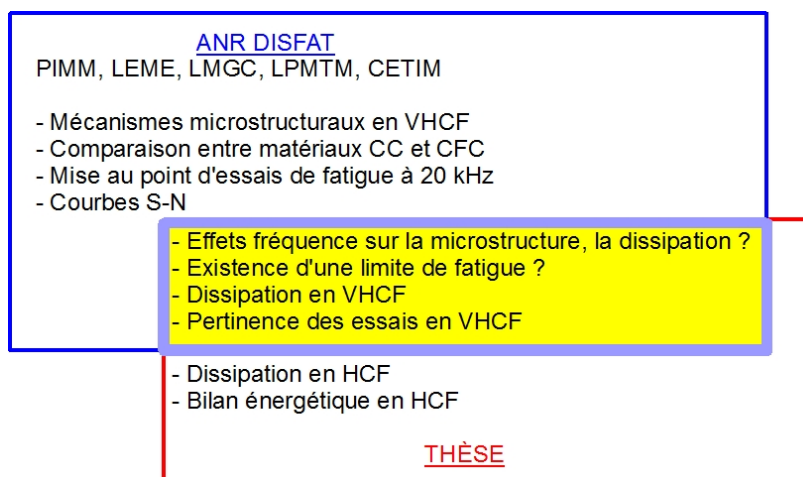 ANR DISFAT
PIMM, LEME, LMGC, LPMTM, CETIM
- Mécanismes microstructuraux en VHCF
- Comparaison entre matériaux CC et CFC
- Mise au point d'essais de fatigue à 20 kHz
- Courbes S-N
- Effets fréquence sur la microstructure, la dissipation ?
- Existence d'une limite de fatigue ?
- Dissipation en VHCF
- Pertinence des essais en VHCF
- Dissipation en HCF
- Bilan énergétique en HCF
THÈSE